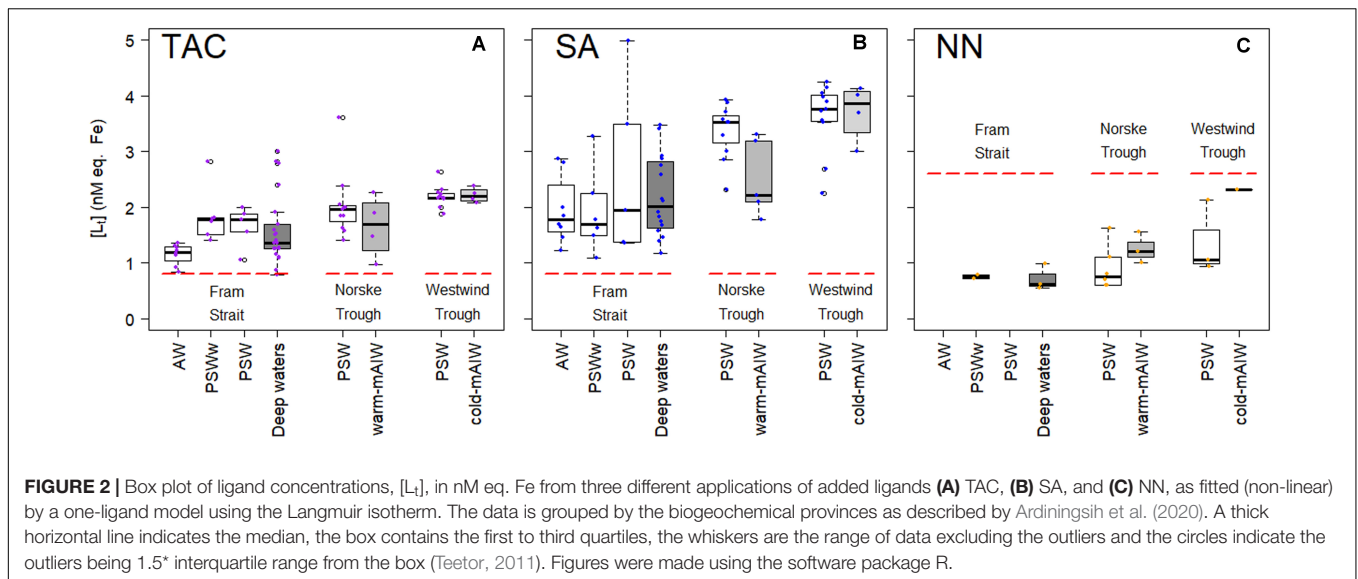 TAC
A
SA
B
NN
C
[Lt] (nM eq. Fe)
5
4
3
2
1
0
Fram
Strait
Norske
Trough
Westwind
Trough
AW
PSWw
PSW
Deep waters
PSW
warm-mAIW
PSW
cold-mAIW
Fram
Strait
Norske
Trough
Westwind
Trough
AW
PSWw
PSW
Deep waters
PSW
warm-mAIW
PSW
cold-mAIW
Fram
Strait
Norske
Trough
Westwind
Trough
AW
PSWw
PSW
Deep waters
PSW
warm-mAIW
PSW
cold-mAIW
FIGURE 2 | Box plot of ligand concentrations, [Lt], in nM eq. Fe from three different applications of added ligands (A) TAC, (B) SA, and (C) NN, as fitted (non-linear)
by a one-ligand model using the Langmuir isotherm. The data is grouped by the biogeochemical provinces as described by Ardiningsih et al. (2020). A thick
horizontal line indicates the median, the box contains the first to third quartiles, the whiskers are the range of data excluding the outliers and the circles indicate the
outliers being 1.5* interquartile range from the box (Teetor, 2011). Figures were made using the software package R.